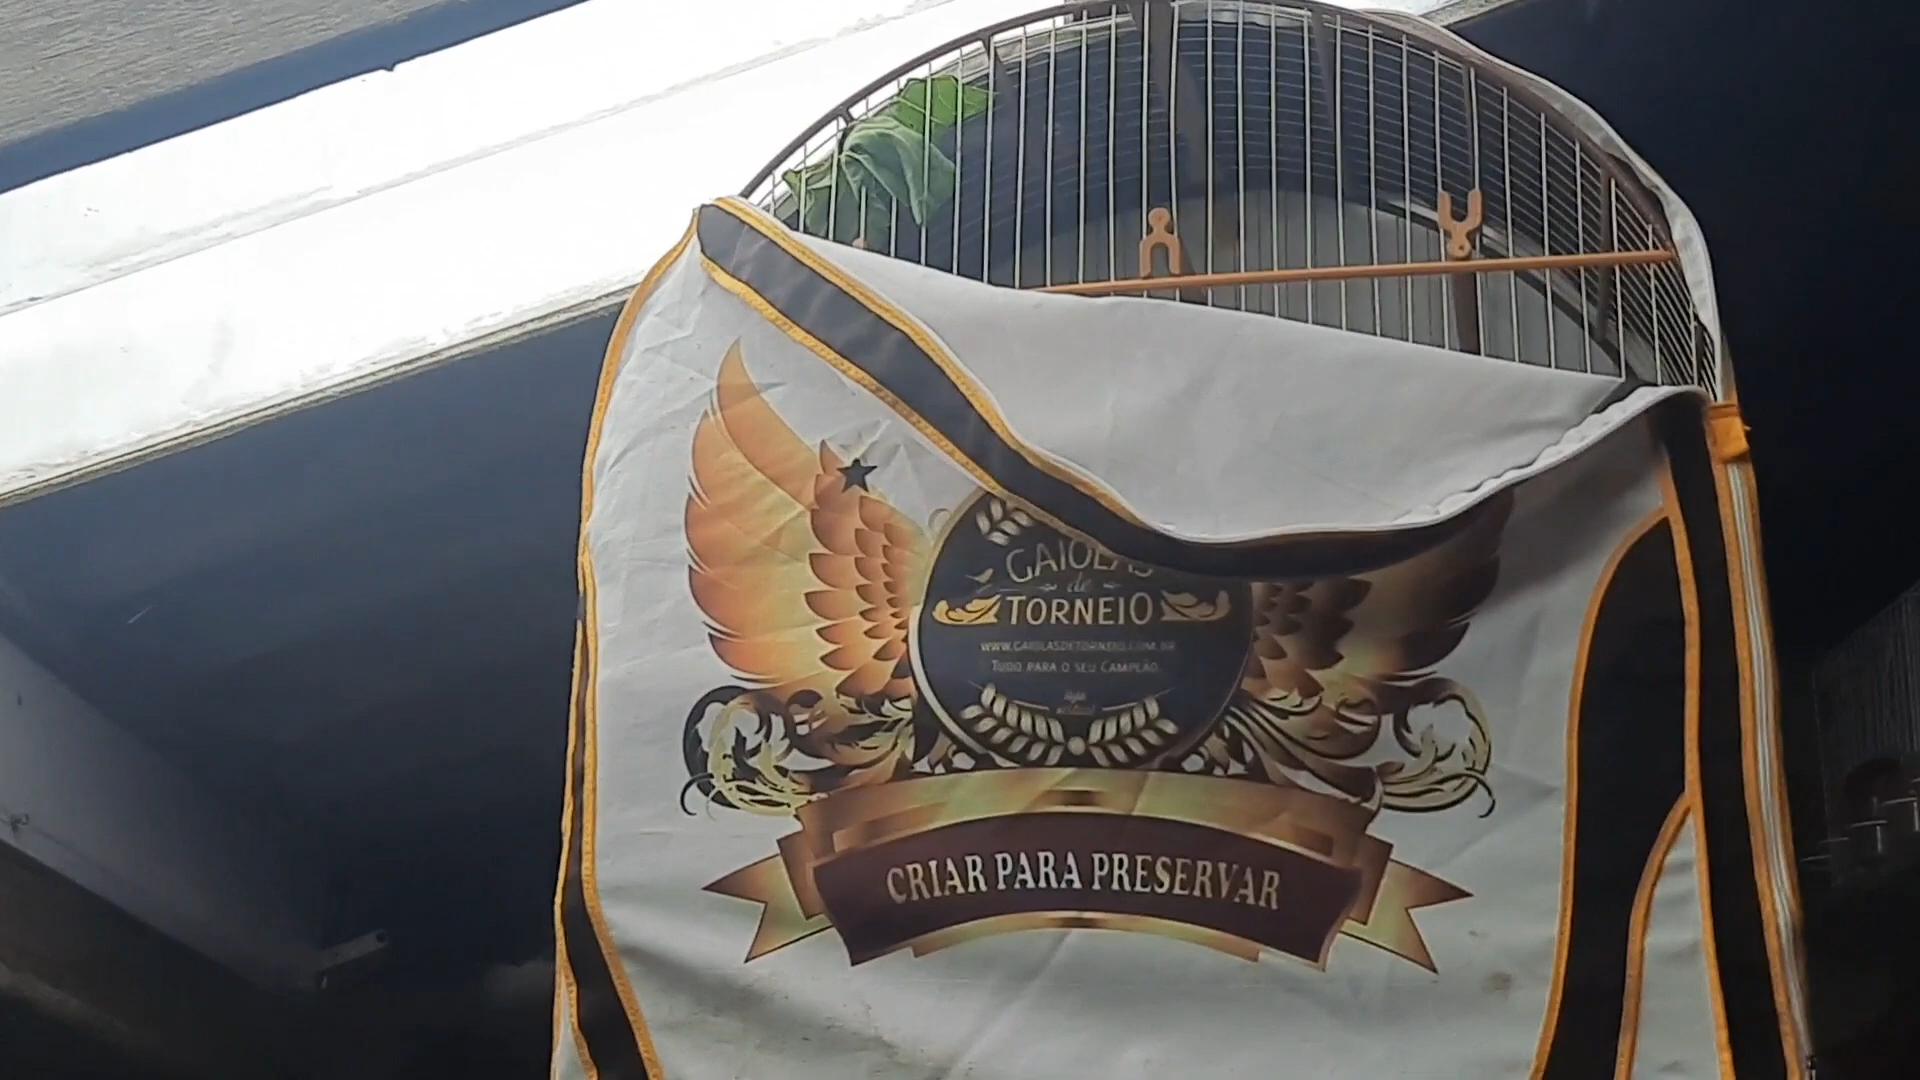 GAIOLAS
de
TORNEIO
WWW.GAIOLASDETORNEIO.COM.BR
TUDO PARA O SEU CAMPEÃO
CRIAR PARA PRESERVAR